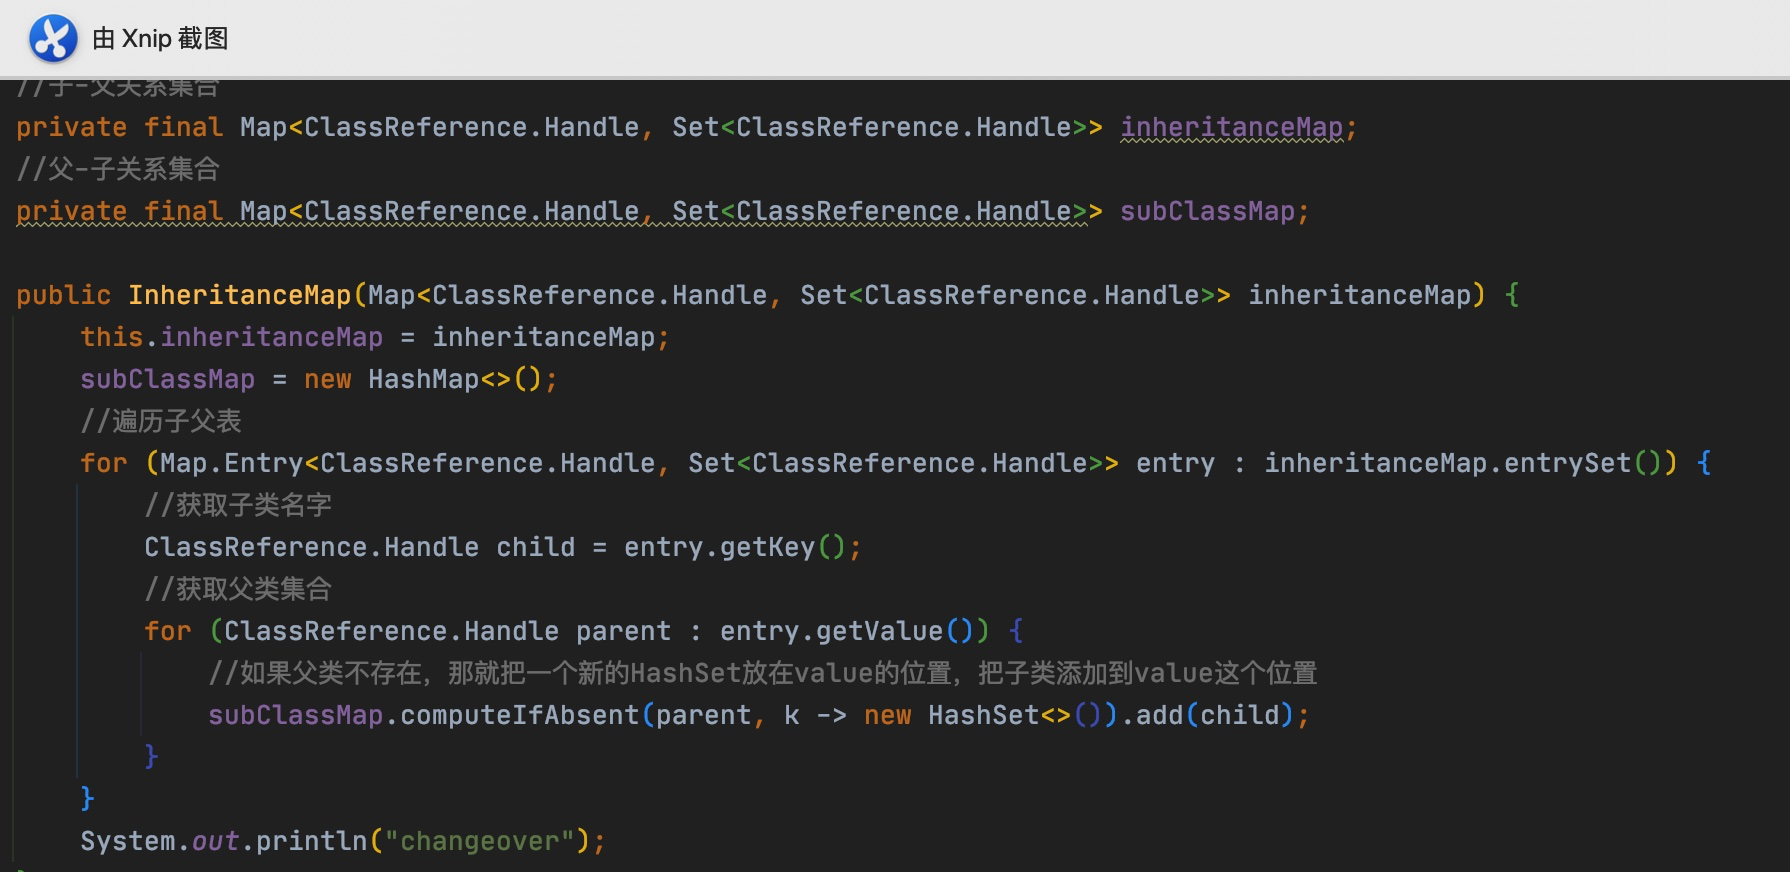 由 Xnip 截图
//子-父关系集合
private final Map<ClassReference.Handle, Set<ClassReference.Handle>> inheritanceMap;
//父-子关系集合
private final Map<ClassReference.Handle, Set<ClassReference.Handle>> subClassMap;
public InheritanceMap(Map<ClassReference.Handle, Set<ClassReference.Handle>> inheritanceMap) {
this.inheritanceMap = inheritanceMap;
subClassMap = new HashMap<>();
//遍历子父表
for (Map.Entry<ClassReference.Handle, Set<ClassReference.Handle>> entry : inheritanceMap.entrySet()) {
//获取子类名字
ClassReference.Handle child = entry.getKey();
//获取父类集合
for (ClassReference.Handle parent : entry.getValue()) {
//如果父类不存在，那就把一个新的HashSet放在value的位置，把子类添加到value这个位置
subClassMap.computeIfAbsent(parent, k -> new HashSet<>()).add(child);
}
}
System.out.println("changeover");